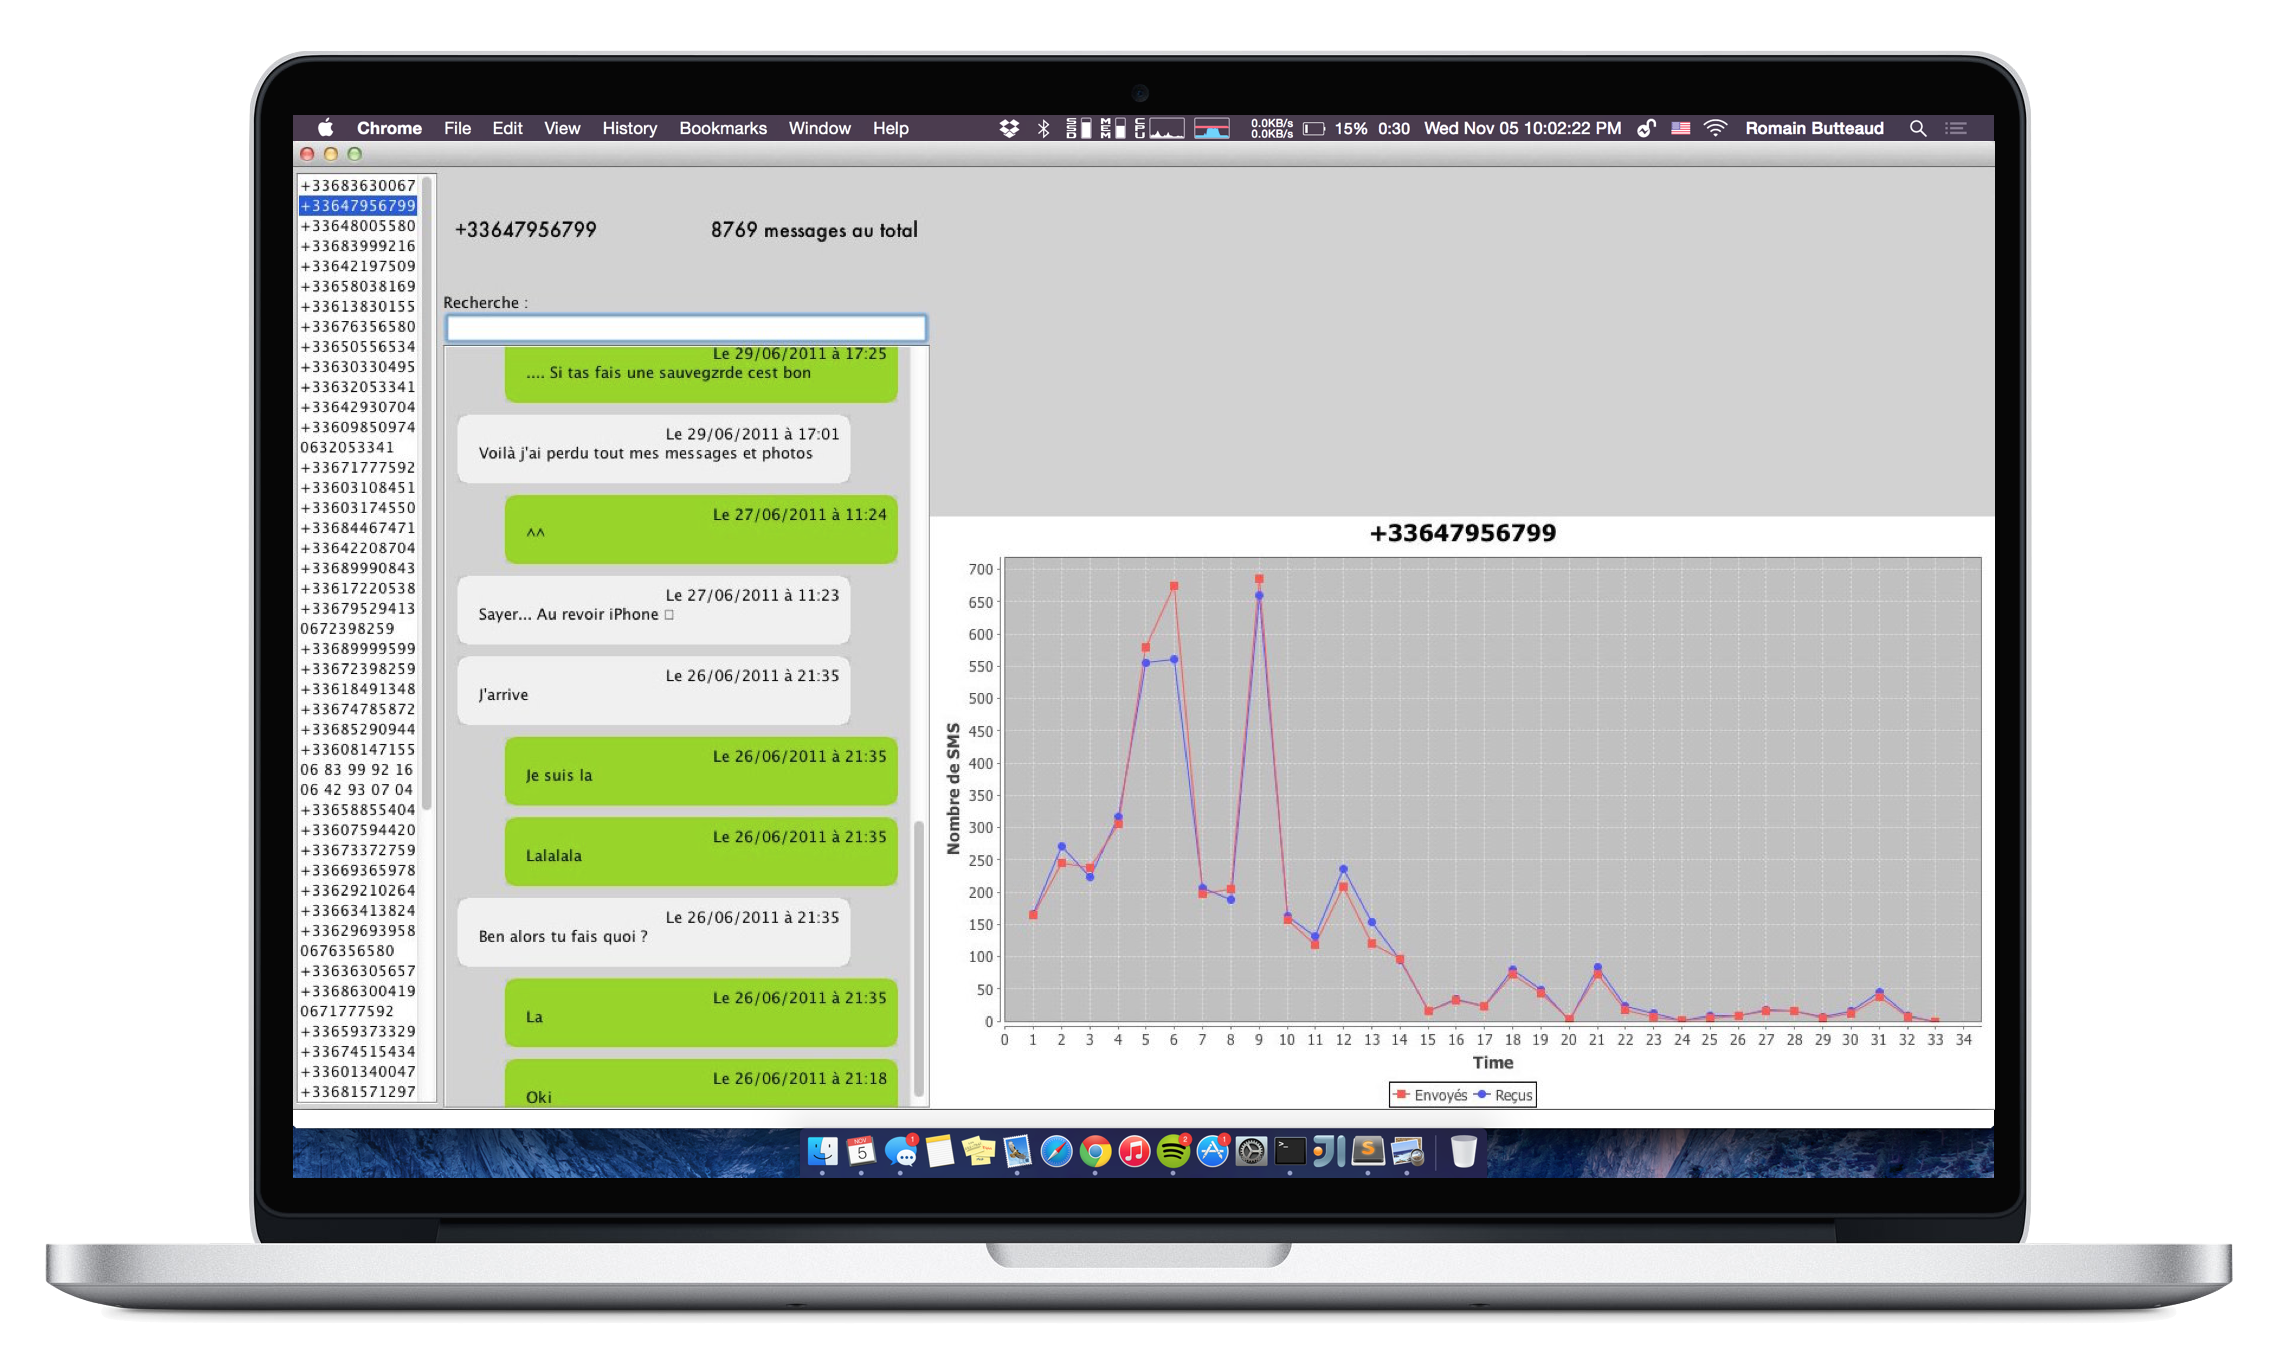 Chrome File Edit View History Bookmarks Window Help
SSD MEM CPU 0.0KB/s 0.0KB/s 15% 0:30 Wed Nov 05 10:02:22 PM Romain Butteaud
+33683630067
+33647956799
+33648005580
+33683999216
+33642197509
+33658038169
+33613830155
+33676356580
+33650556534
+33630330495
+33632053341
+33642930704
+33609850974
0632053341
+33671777592
+33603108451
+33603174550
+33684467471
+33642208704
+33689990843
+33617220538
+33679529413
0672398259
+33689999599
+33672398259
+33618491348
+33674785872
+33685290944
+33608147155
06 83 99 92 16
06 42 93 07 04
+33658855404
+33607594420
+33673372759
+33669365978
+33629210264
+33663413824
+33629693958
0676356580
+33636305657
+33686300419
0671777592
+33659373329
+33674515434
+33601340047
+33681571297
+33647956799 8769 messages au total
Recherche :
Le 29/06/2011 à 17:25
.... Si tas fais une sauvegzrde cest bon
Le 29/06/2011 à 17:01
Voilà j'ai perdu tout mes messages et photos
Le 27/06/2011 à 11:24
^^
Le 27/06/2011 à 11:23
Sayer... Au revoir iPhone □
Le 26/06/2011 à 21:35
J'arrive
Le 26/06/2011 à 21:35
Je suis la
Le 26/06/2011 à 21:35
Lalalala
Le 26/06/2011 à 21:35
Ben alors tu fais quoi ?
Le 26/06/2011 à 21:35
La
Le 26/06/2011 à 21:18
Oki
+33647956799
Nombre de SMS
700
650
600
550
500
450
400
350
300
250
200
150
100
50
0
0 1 2 3 4 5 6 7 8 9 10 11 12 13 14 15 16 17 18 19 20 21 22 23 24 25 26 27 28 29 30 31 32 33 34
Time
Envoyés Reçus
NOV
5
1
2
1
S